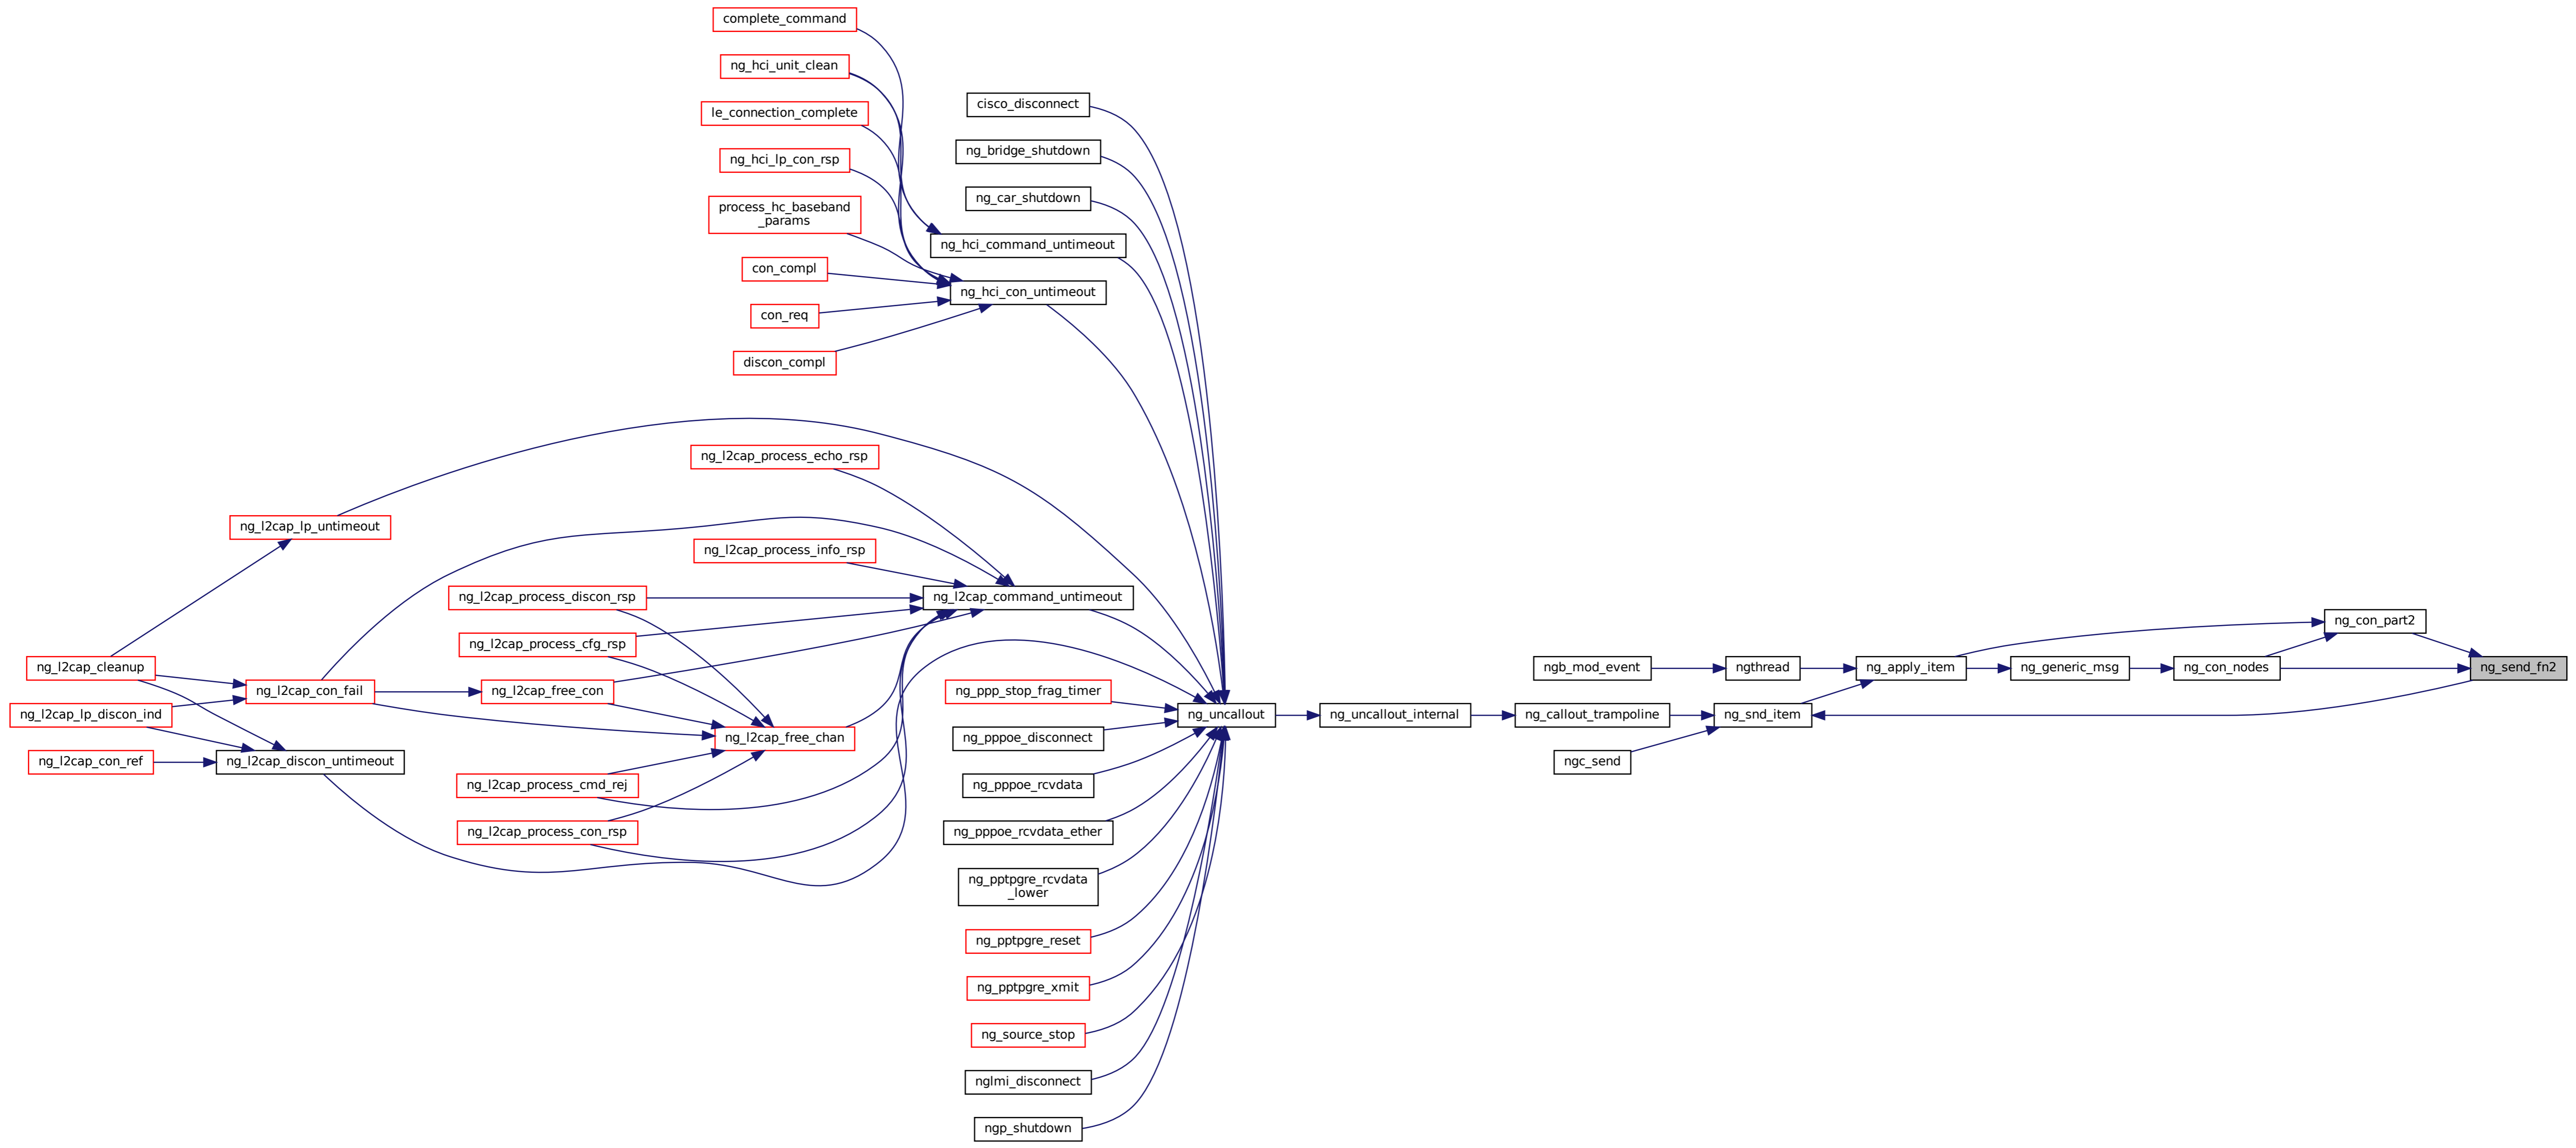 complete_command
ng_hci_unit_clean
le_connection_complete
ng_hci_lp_con_rsp
process_hc_baseband
_params
con_compl
con_req
discon_compl
cisco_disconnect
ng_bridge_shutdown
ng_car_shutdown
ng_hci_command_untimeout
ng_hci_con_untimeout
ng_l2cap_process_echo_rsp
ng_l2cap_lp_untimeout
ng_l2cap_process_info_rsp
ng_l2cap_process_discon_rsp
ng_l2cap_command_untimeout
ng_l2cap_process_cfg_rsp
ng_l2cap_cleanup
ng_l2cap_con_fail
ng_l2cap_free_con
ng_l2cap_lp_discon_ind
ng_l2cap_free_chan
ng_l2cap_con_ref
ng_l2cap_discon_untimeout
ng_l2cap_process_cmd_rej
ng_l2cap_process_con_rsp
ng_ppp_stop_frag_timer
ng_pppoe_disconnect
ng_pppoe_rcvdata
ng_pppoe_rcvdata_ether
ng_pptpgre_rcvdata
_lower
ng_pptpgre_reset
ng_pptpgre_xmit
ng_source_stop
nglmi_disconnect
ngp_shutdown
ng_uncallout
ng_uncallout_internal
ng_callout_trampoline
ng_snd_item
ngc_send
ngb_mod_event
ngthread
ng_apply_item
ng_generic_msg
ng_con_nodes
ng_con_part2
ng_send_fn2